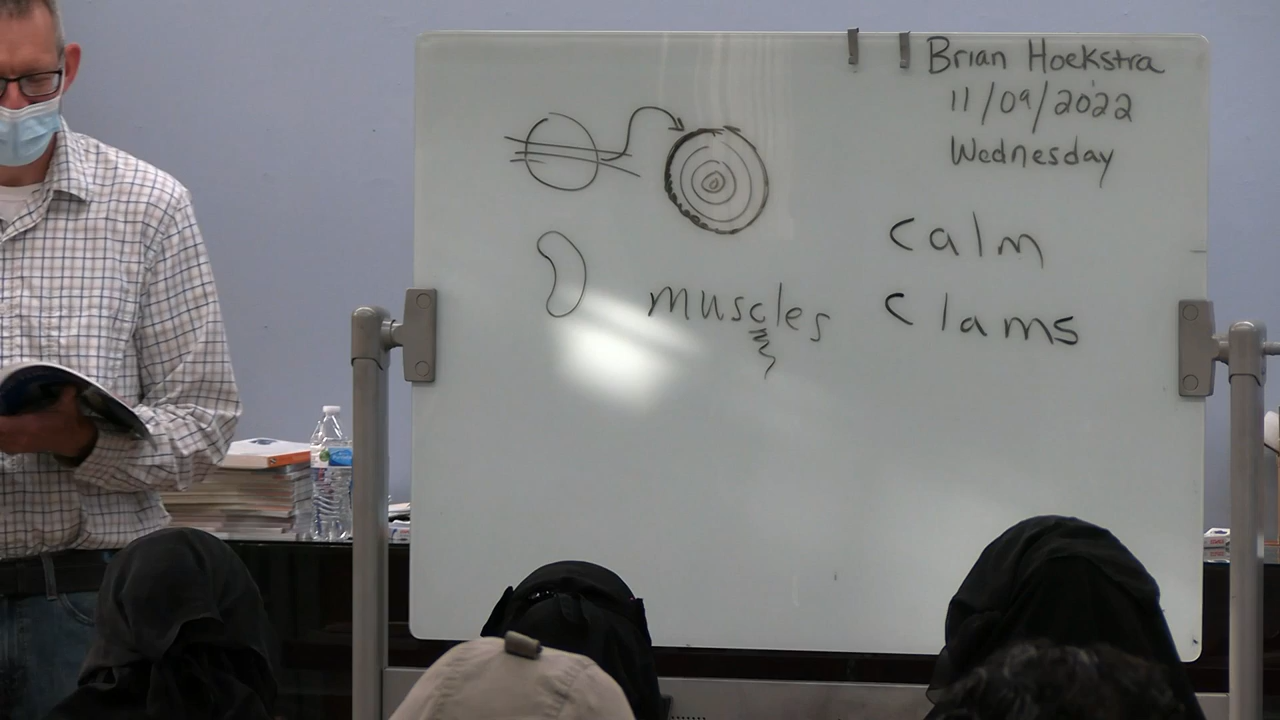 Brian Hoekstra
11/09/2022
Wednesday
calm
muscles
clams